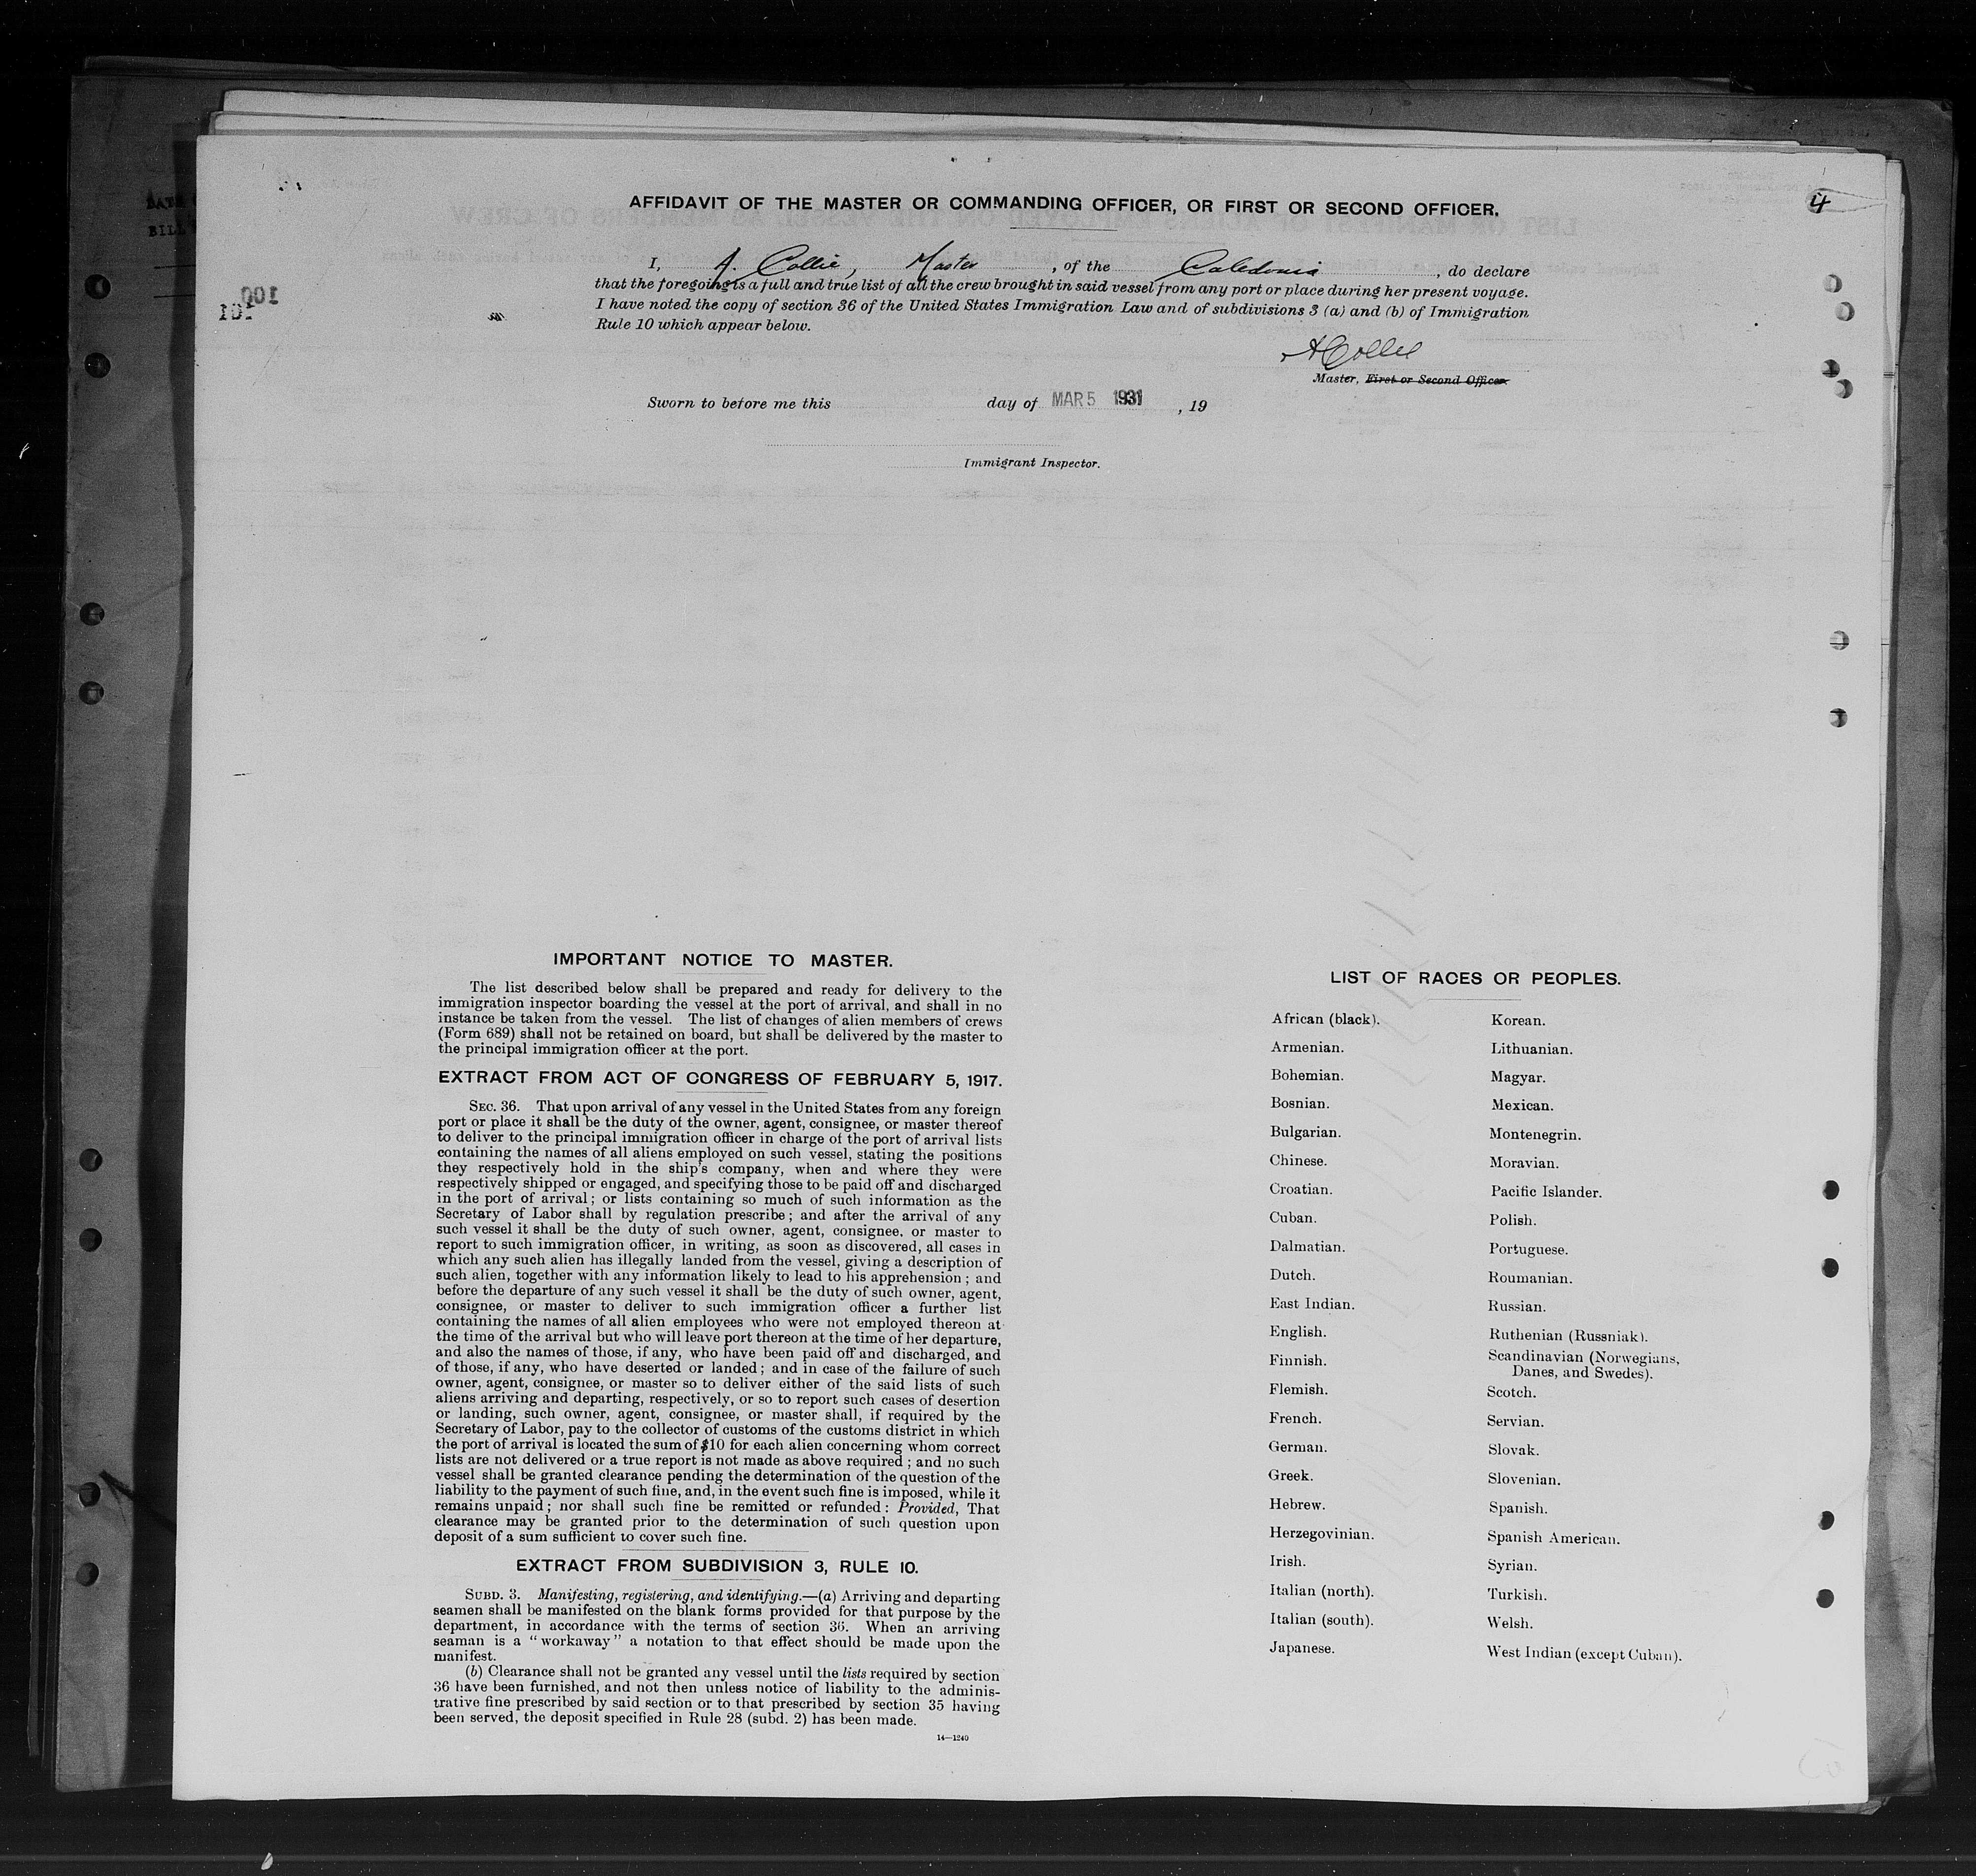 AFFIDAVIT OF THE MASTER OR COMMANDING OFFICER, OR FIRST OR SECOND OFFICER.
4
I, A. Collie, Master, of the Caledonia, do declare
that the foregoing is a full and true list of all the crew brought in said vessel from any port or place during her present voyage.
I have noted the copy of section 36 of the United States Immigration Law and of subdivisions 3 (a) and (b) of Immigration
Rule 10 which appear below.
100
101
A Collie
Master, First or Second Officer
Sworn to before me this day of MAR 5 1931, 19
Immigrant Inspector.
IMPORTANT NOTICE TO MASTER.
The list described below shall be prepared and ready for delivery to the
immigration inspector boarding the vessel at the port of arrival, and shall in no
instance be taken from the vessel. The list of changes of alien members of crews
(Form 689) shall not be retained on board, but shall be delivered by the master to
the principal immigration officer at the port.
EXTRACT FROM ACT OF CONGRESS OF FEBRUARY 5, 1917.
SEC. 36. That upon arrival of any vessel in the United States from any foreign
port or place it shall be the duty of the owner, agent, consignee, or master thereof
to deliver to the principal immigration officer in charge of the port of arrival lists
containing the names of all aliens employed on such vessel, stating the positions
they respectively hold in the ship's company, when and where they were
respectively shipped or engaged, and specifying those to be paid off and discharged
in the port of arrival; or lists containing so much of such information as the
Secretary of Labor shall by regulation prescribe; and after the arrival of any
such vessel it shall be the duty of such owner, agent, consignee, or master to
report to such immigration officer, in writing, as soon as discovered, all cases in
which any such alien has illegally landed from the vessel, giving a description of
such alien, together with any information likely to lead to his apprehension; and
before the departure of any such vessel it shall be the duty of such owner, agent,
consignee, or master to deliver to such immigration officer a further list
containing the names of all alien employees who were not employed thereon at
the time of the arrival but who will leave port thereon at the time of her departure,
and also the names of those, if any, who have been paid off and discharged, and
of those, if any, who have deserted or landed; and in case of the failure of such
owner, agent, consignee, or master so to deliver either of the said lists of such
aliens arriving and departing, respectively, or so to report such cases of desertion
or landing, such owner, agent, consignee, or master shall, if required by the
Secretary of Labor, pay to the collector of customs of the customs district in which
the port of arrival is located the sum of $10 for each alien concerning whom correct
lists are not delivered or a true report is not made as above required; and no such
vessel shall be granted clearance pending the determination of the question of the
liability to the payment of such fine, and, in the event such fine is imposed, while it
remains unpaid; nor shall such fine be remitted or refunded: Provided, That
clearance may be granted prior to the determination of such question upon
deposit of a sum sufficient to cover such fine.
EXTRACT FROM SUBDIVISION 3, RULE 10.
SUBD. 3. Manifesting, registering, and identifying.—(a) Arriving and departing
seamen shall be manifested on the blank forms provided for that purpose by the
department, in accordance with the terms of section 36. When an arriving
seaman is a "workaway" a notation to that effect should be made upon the
manifest.
(b) Clearance shall not be granted any vessel until the lists required by section
36 have been furnished, and not then unless notice of liability to the adminis-
trative fine prescribed by said section or to that prescribed by section 35 having
been served, the deposit specified in Rule 28 (subd. 2) has been made.
14—1240
LIST OF RACES OR PEOPLES.
African (black).
Armenian.
Bohemian.
Bosnian.
Bulgarian.
Chinese.
Croatian.
Cuban.
Dalmatian.
Dutch.
East Indian.
English.
Finnish.
Flemish.
French.
German.
Greek.
Hebrew.
Herzegovinian.
Irish.
Italian (north).
Italian (south).
Japanese.
Korean.
Lithuanian.
Magyar.
Mexican.
Montenegrin.
Moravian.
Pacific Islander.
Polish.
Portuguese.
Roumanian.
Russian.
Ruthenian (Russniak).
Scandinavian (Norwegians,
Danes, and Swedes).
Scotch.
Servian.
Slovak.
Slovenian.
Spanish.
Spanish American.
Syrian.
Turkish.
Welsh.
West Indian (except Cuban).